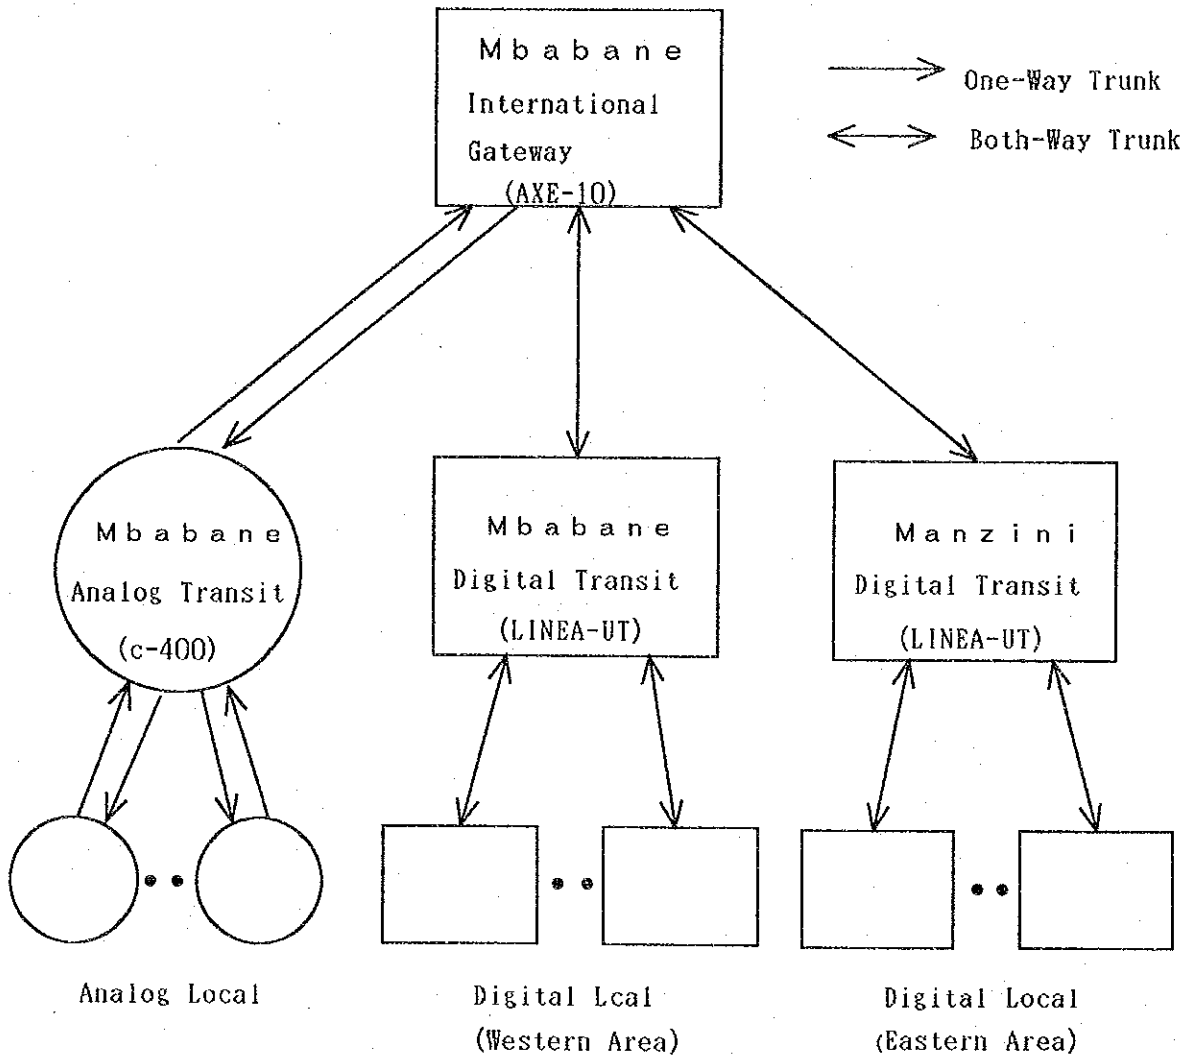 Mbabane
International
Gateway
(AXE-10)
One-Way Trunk
Both-Way Trunk
Mbabane
Analog Transit
(c-400)
Mbabane
Digital Transit
(LINEA-UT)
Manzini
Digital Transit
(LINEA-UT)
Analog Local
Digital Lcal
(Western Area)
Digital Local
(Eastern Area)